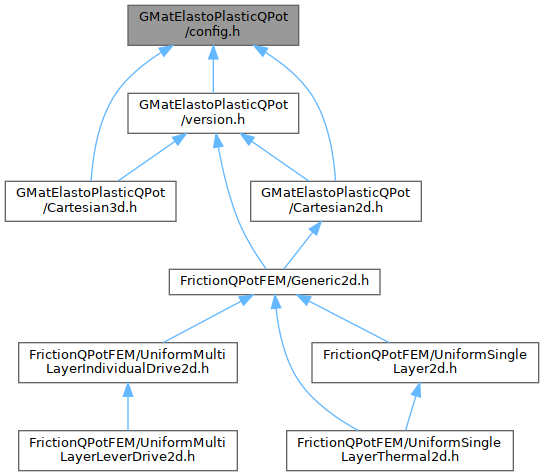 GMatElastoPlasticQPot
/config.h
GMatElastoPlasticQPot
/version.h
GMatElastoPlasticQPot
/Cartesian3d.h
GMatElastoPlasticQPot
/Cartesian2d.h
FrictionQPotFEM/Generic2d.h
FrictionQPotFEM/UniformMulti
LayerIndividualDrive2d.h
FrictionQPotFEM/UniformSingle
Layer2d.h
FrictionQPotFEM/UniformMulti
LayerLeverDrive2d.h
FrictionQPotFEM/UniformSingle
LayerThermal2d.h